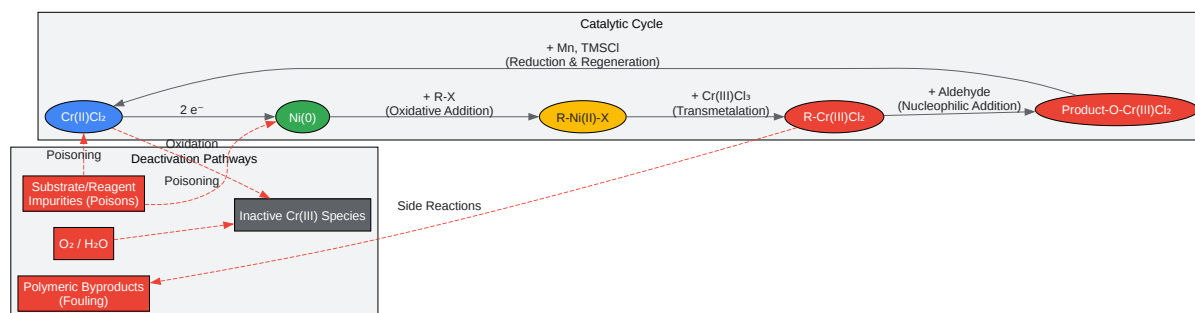 Catalytic Cycle
+ Mn, TMSCl
(Reduction & Regeneration)
Cr(II)Cl₂
2 e⁻
Ni(0)
+ R-X
(Oxidative Addition)
R-Ni(II)-X
+ Cr(III)Cl₃
(Transmetalation)
R-Cr(III)Cl₂
+ Aldehyde
(Nucleophilic Addition)
Product-O-Cr(III)Cl₂
Oxidation
Deactivation Pathways
Poisoning
Poisoning
Substrate/Reagent
Impurities (Poisons)
Inactive Cr(III) Species
Side Reactions
O₂ / H₂O
Polymeric Byproducts
(Fouling)